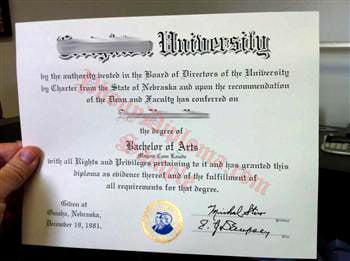 University
by the authority vested in the Board of Directors of the University
by Charter from the State of Nebraska and upon the recommendation
of the Dean and Faculty has conferred on
the degree of
Bachelor of Arts
Magna Cum Laude
with all Rights and Privileges pertaining to it and has granted this
diploma as evidence thereof and of the fulfillment of
all requirements for that degree.
Given at
Omaha, Nebraska,
December 19, 1981.